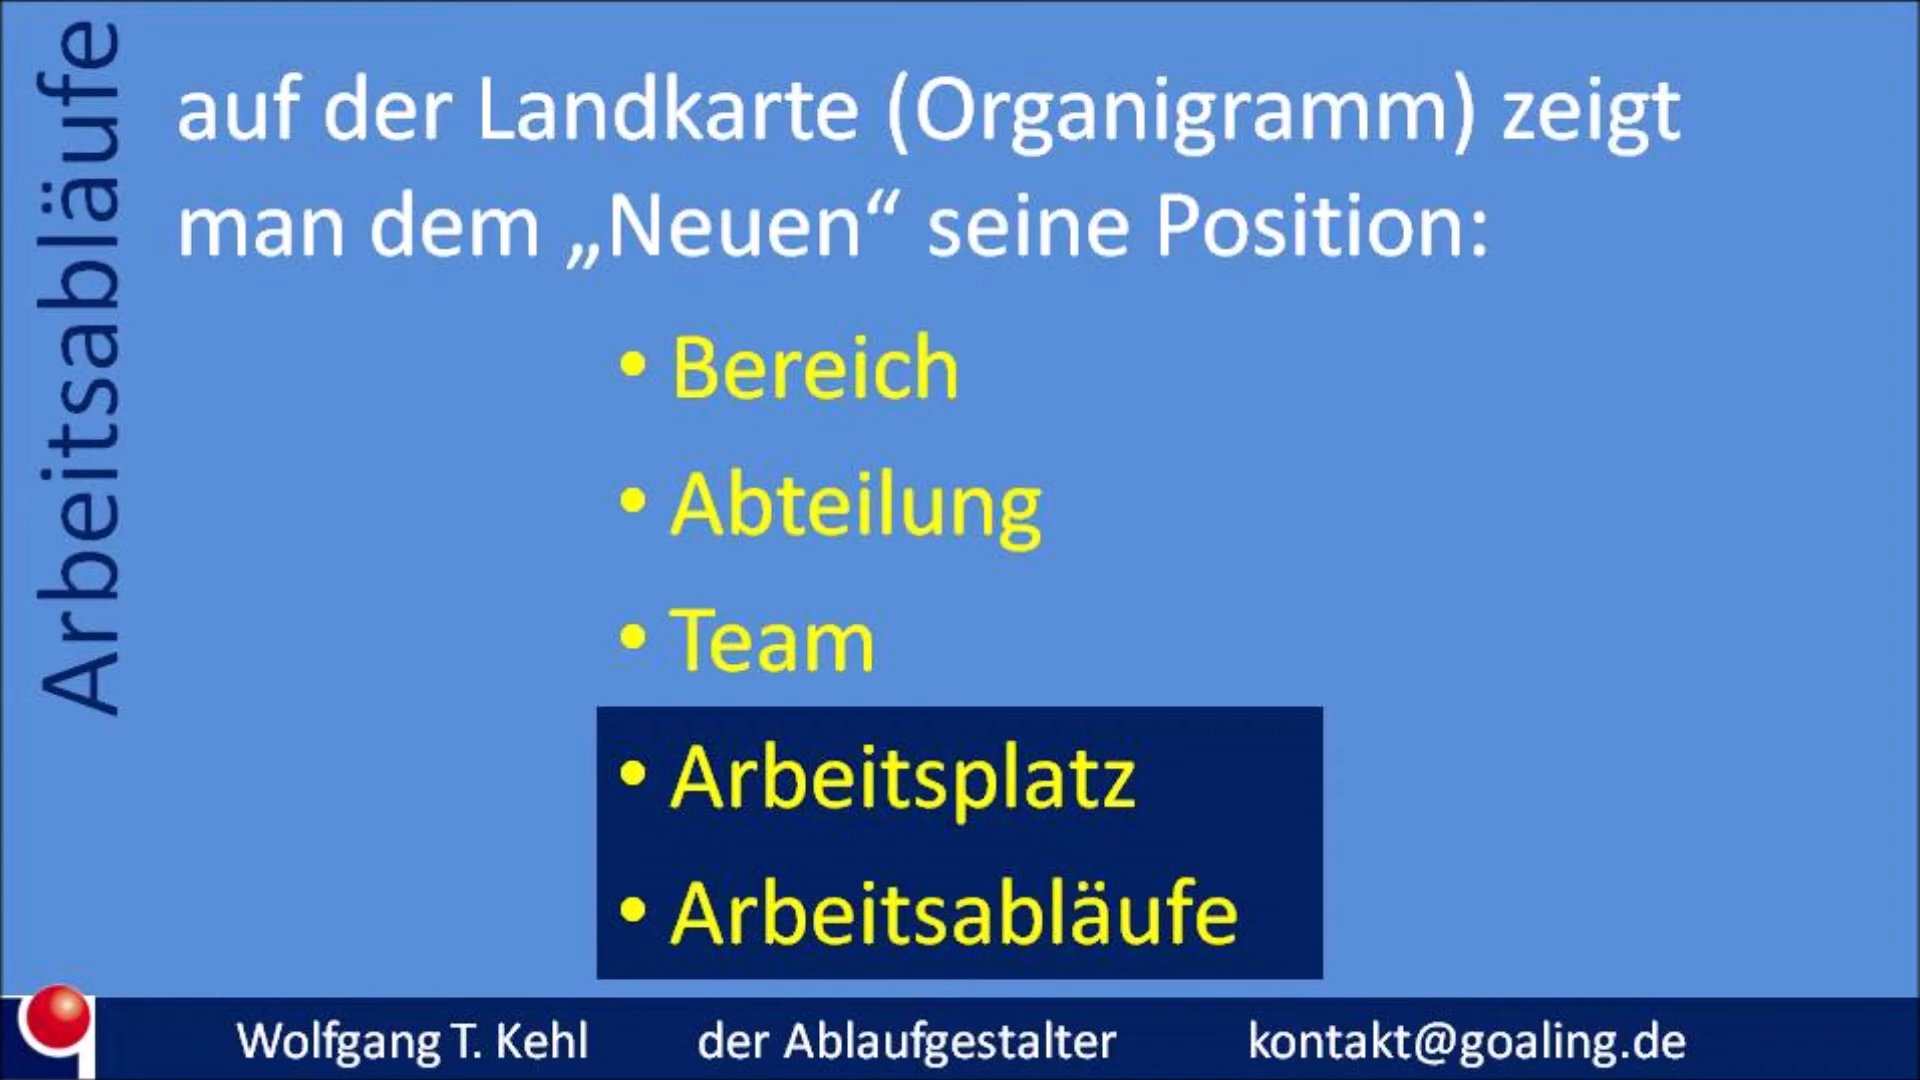 Arbeitsabläufe
auf der Landkarte (Organigramm) zeigt
man dem „Neuen“ seine Position:
• Bereich
• Abteilung
• Team
• Arbeitsplatz
• Arbeitsabläufe
Wolfgang T. Kehl der Ablaufgestalter kontakt@goaling.de